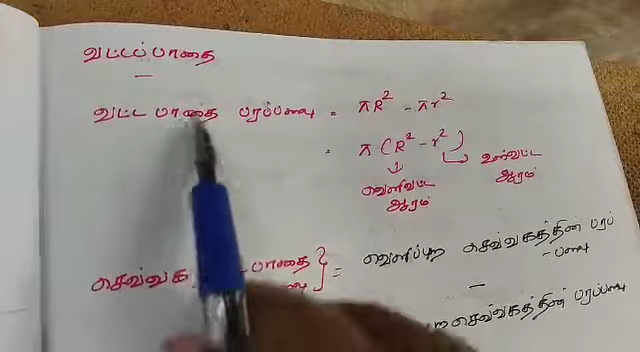 வட்டப்பாதை
வட்ட பாதை பரப்பளவு = πR² - πr²
= π (R² - r²)
வெளிவட்ட ஆரம்
உள்வட்ட ஆரம்
செவ்வக பாதை } = வெளிப்புற செவ்வகத்தின் பரப்
-பளவு
-
செவ்வகத்தின் பரப்பளவு